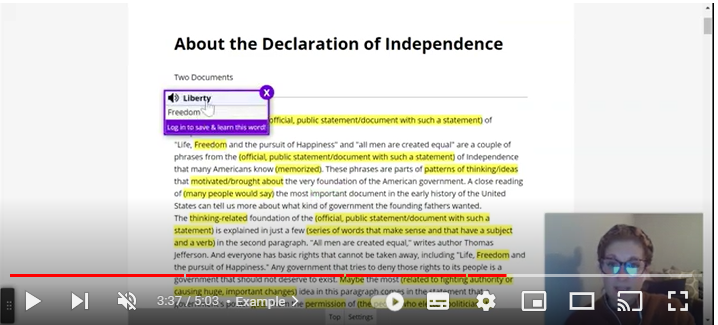 About the Declaration of Independence
Two Documents
Liberty
X
Freedom
Log in to save & learn this word!
official, public statement/document with such a statement) of
"Life, Freedom and the pursuit of Happiness" and "all men are created equal" are a couple of
phrases from the (official, public statement/document with such a statement) of Independence
that many Americans know (memorized). These phrases are parts of patterns of thinking/ideas
that motivated/brought about the very foundation of the American government. A close reading
of (many people would say) the most important document in the early history of the United
States can tell us more about what kind of government the founding fathers wanted.
The thinking-related foundation of the (official, public statement/document with such a
statement) is explained in just a few (series of words that make sense and that have a subject
and a verb) in the second paragraph. "All men are created equal," writes author Thomas
Jefferson. And everyone has basic rights that cannot be taken away, including "Life, Freedom and
the pursuit of Happiness." Any government that tries to deny those rights to its people is a
government that should not deserve to exist. Maybe the most (related to fighting authority or
causing huge, important changes) idea in this paragraph comes in the statement that
permission of
Top Settings
3:37 / 5:03 • Example